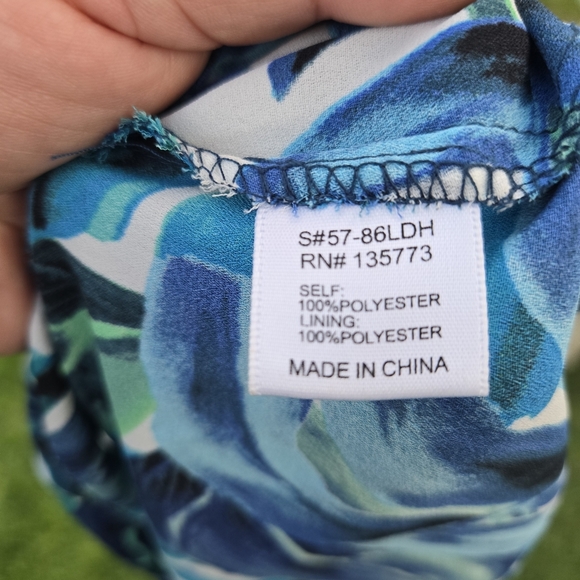 S#57-86LDH
RN# 135773
SELF:
100%POLYESTER
LINING:
100%POLYESTER
MADE IN CHINA